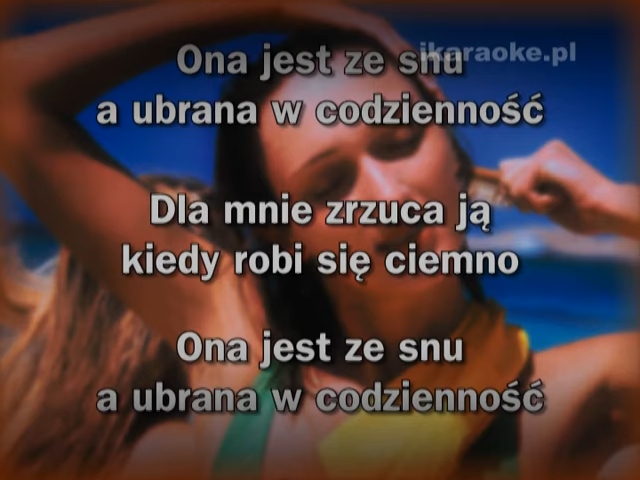 ikaraoke.pl
Ona jest ze snu
a ubrana w codzienność
Dla mnie zrzuca ją
kiedy robi się ciemno
Ona jest ze snu
a ubrana w codzienność